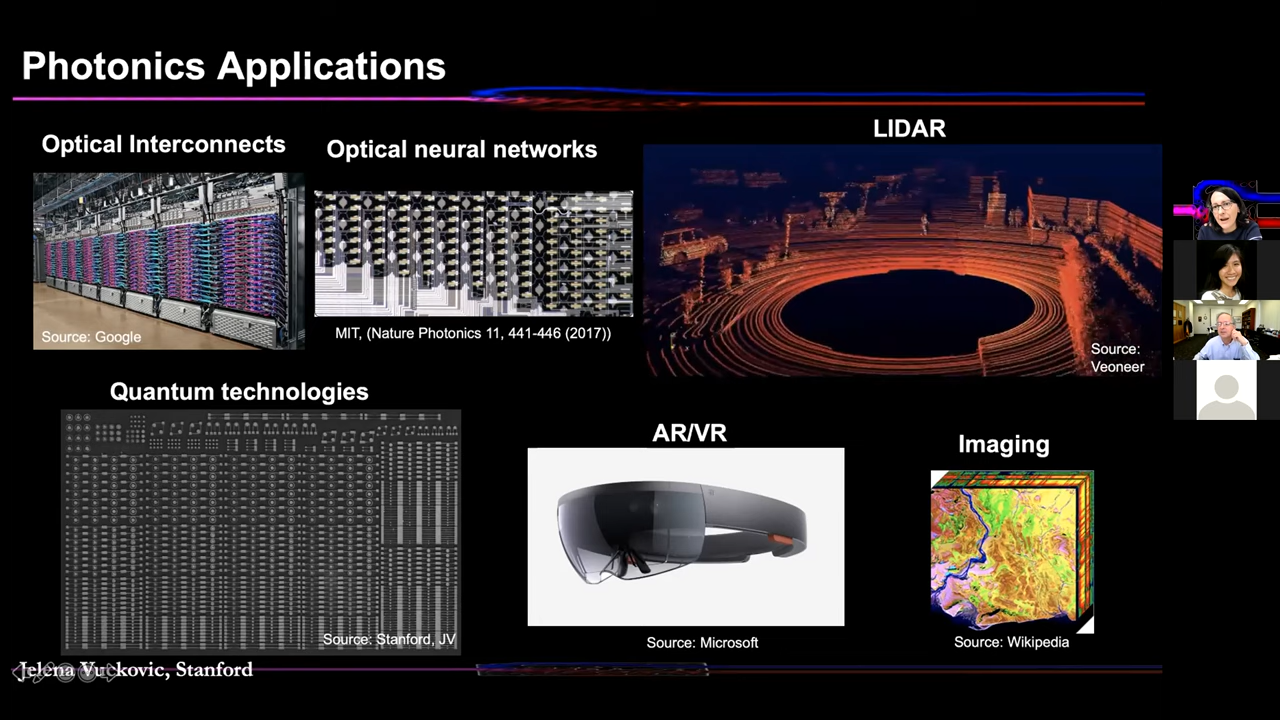 Photonics Applications
Optical Interconnects
Source: Google
Optical neural networks
MIT, (Nature Photonics 11, 441-446 (2017))
LIDAR
Source:
Veoneer
Quantum technologies
Source: Stanford, JV
AR/VR
Source: Microsoft
Imaging
Source: Wikipedia
Jelena Vuckovic, Stanford